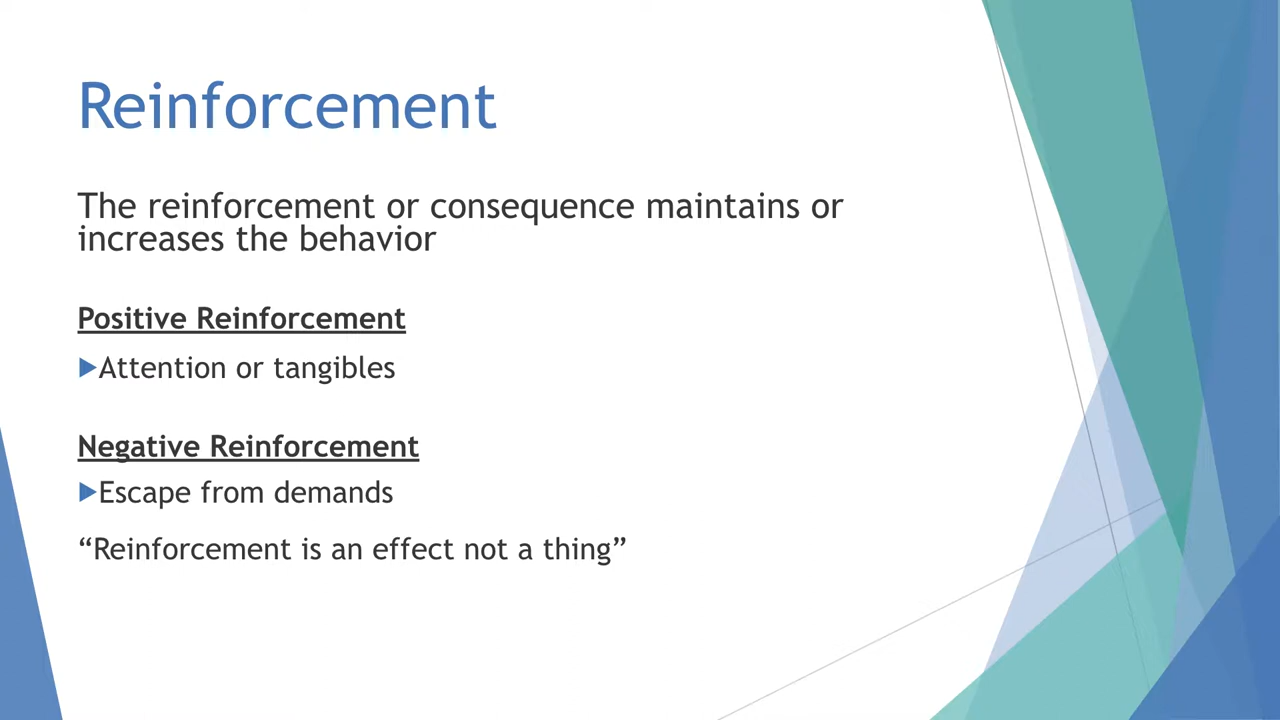 Reinforcement
The reinforcement or consequence maintains or
increases the behavior
Positive Reinforcement
Attention or tangibles
Negative Reinforcement
Escape from demands
“Reinforcement is an effect not a thing”